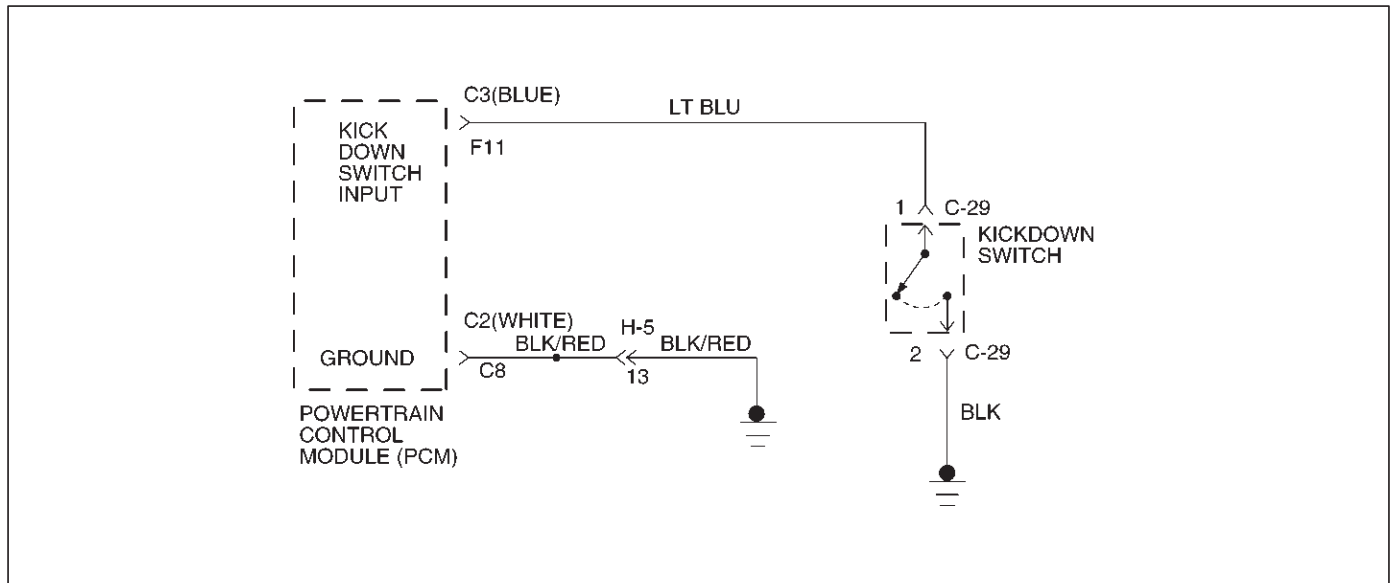 C3(BLUE)
LT BLU
KICK
DOWN
SWITCH
INPUT
F11
1
C-29
KICKDOWN
SWITCH
C2(WHITE)
BLK/RED
H-5
BLK/RED
GROUND
C8
13
2
C-29
POWERTRAIN
CONTROL
MODULE (PCM)
BLK